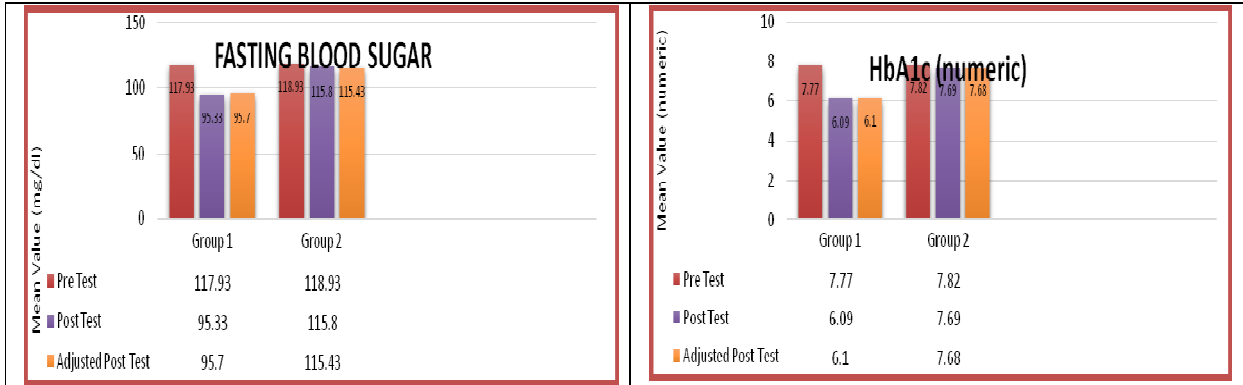 FASTING BLOOD SUGAR
Mean Value (mg/dl)
150
100
50
0
117.93 95.33 95.7 118.93 115.8 115.43
Group 1 Group 2
Pre Test 117.93 118.93
Post Test 95.33 115.8
Adjusted Post Test 95.7 115.43
HbA1c (numeric)
Mean Value (numeric)
10
8
6
4
2
0
7.77 6.09 6.1 7.82 7.69 7.68
Group 1 Group 2
Pre Test 7.77 7.82
Post Test 6.09 7.69
Adjusted Post Test 6.1 7.68